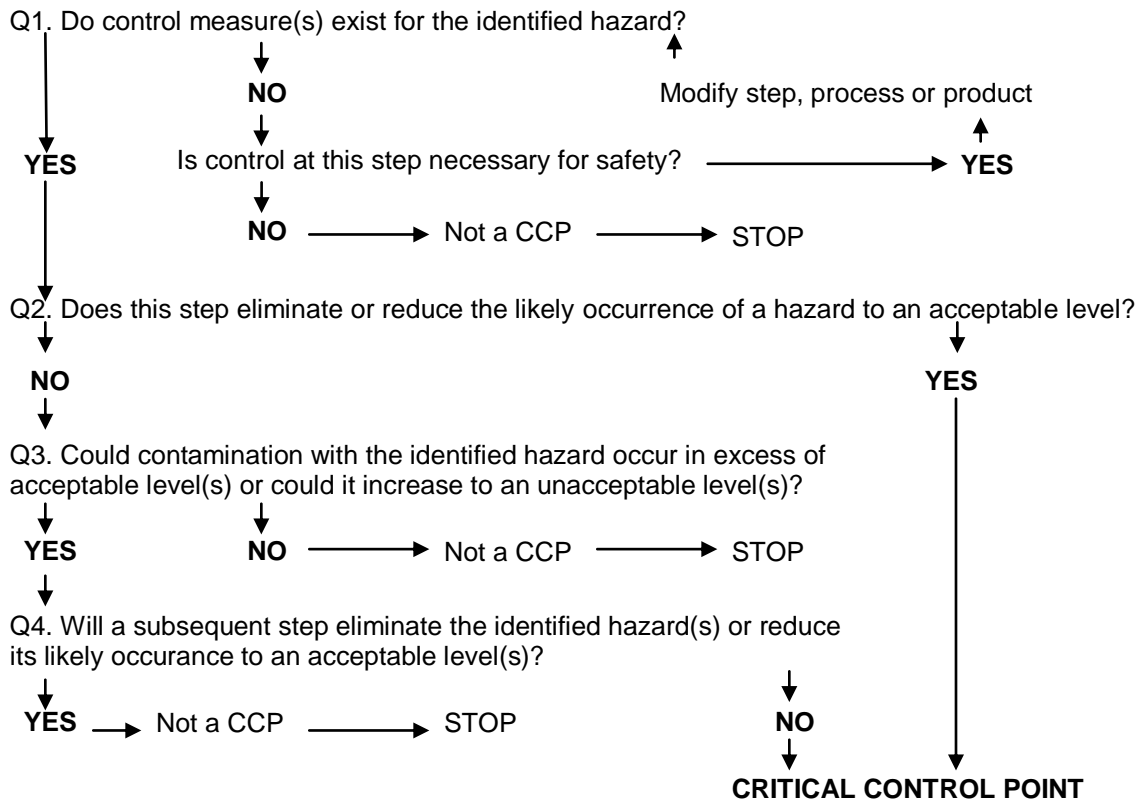 Q1. Do control measure(s) exist for the identified hazard?
NO
Modify step, process or product
YES
Is control at this step necessary for safety?
YES
NO
Not a CCP
STOP
Q2. Does this step eliminate or reduce the likely occurrence of a hazard to an acceptable level?
NO
YES
Q3. Could contamination with the identified hazard occur in excess of
acceptable level(s) or could it increase to an unacceptable level(s)?
YES
NO
Not a CCP
STOP
Q4. Will a subsequent step eliminate the identified hazard(s) or reduce
its likely occurance to an acceptable level(s)?
YES
Not a CCP
STOP
NO
CRITICAL CONTROL POINT